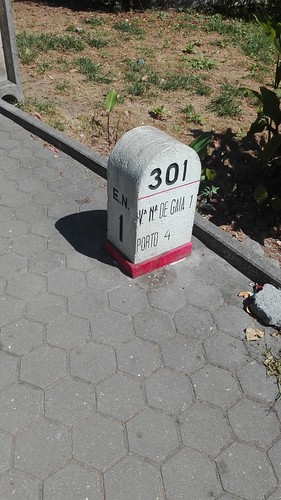 301
E.N.
1
Vª Nª DE GAIA 1
PORTO 4